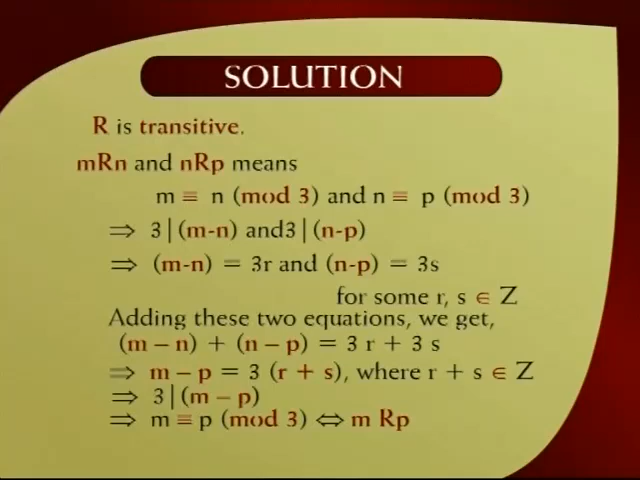 SOLUTION
R is transitive.
mRn and nRp means
m ≡ n (mod 3) and n ≡ p (mod 3)
⇒ 3|(m-n) and3|(n-p)
⇒ (m-n) = 3r and (n-p) = 3s
for some r, s ∈ Z
Adding these two equations, we get,
(m – n) + (n – p) = 3 r + 3 s
⇒ m – p = 3 (r + s), where r + s ∈ Z
⇒ 3|(m – p)
⇒ m ≡ p (mod 3) ⇔ m Rp